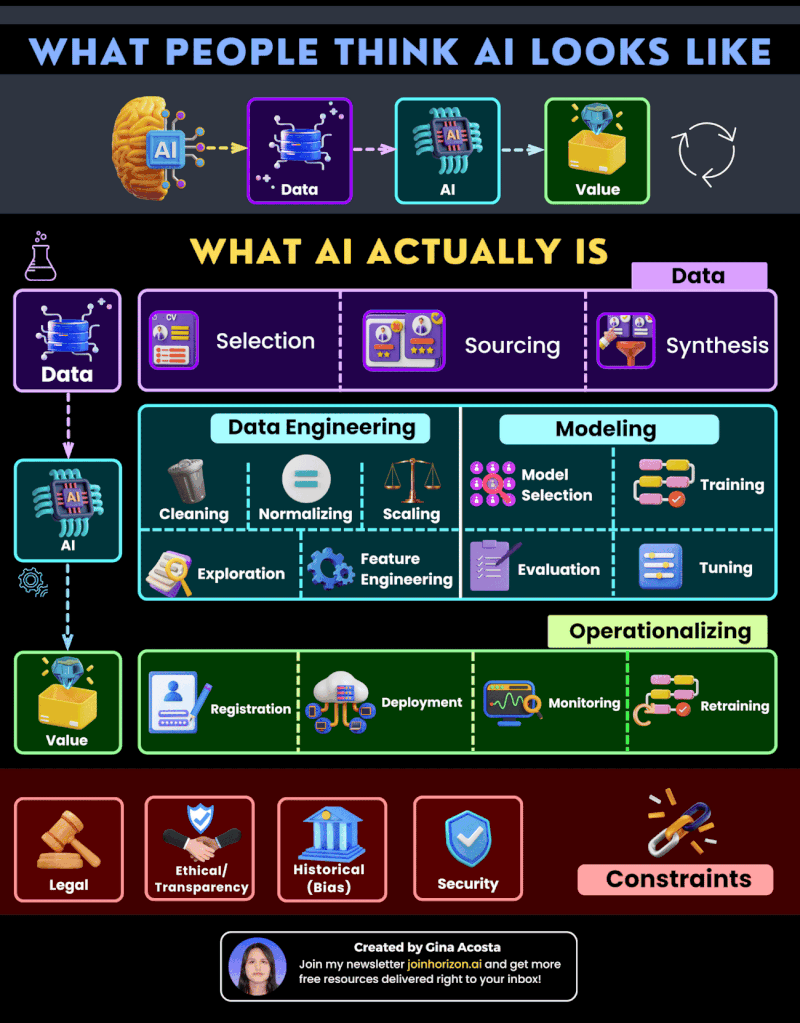 WHAT PEOPLE THINK AI LOOKS LIKE
AI
Data
AI
AI
Value
WHAT AI ACTUALLY IS
Data
Data
CV
Selection
Sourcing
Synthesis
AI
AI
Data Engineering
Modeling
Cleaning
Normalizing
Scaling
Model
Selection
Training
Exploration
Feature
Engineering
Evaluation
Tuning
Operationalizing
Value
Registration
Deployment
Monitoring
Retraining
Legal
Ethical/
Transparency
Historical
(Bias)
Security
Constraints
Created by Gina Acosta
Join my newsletter joinhorizon.ai and get more
free resources delivered right to your inbox!